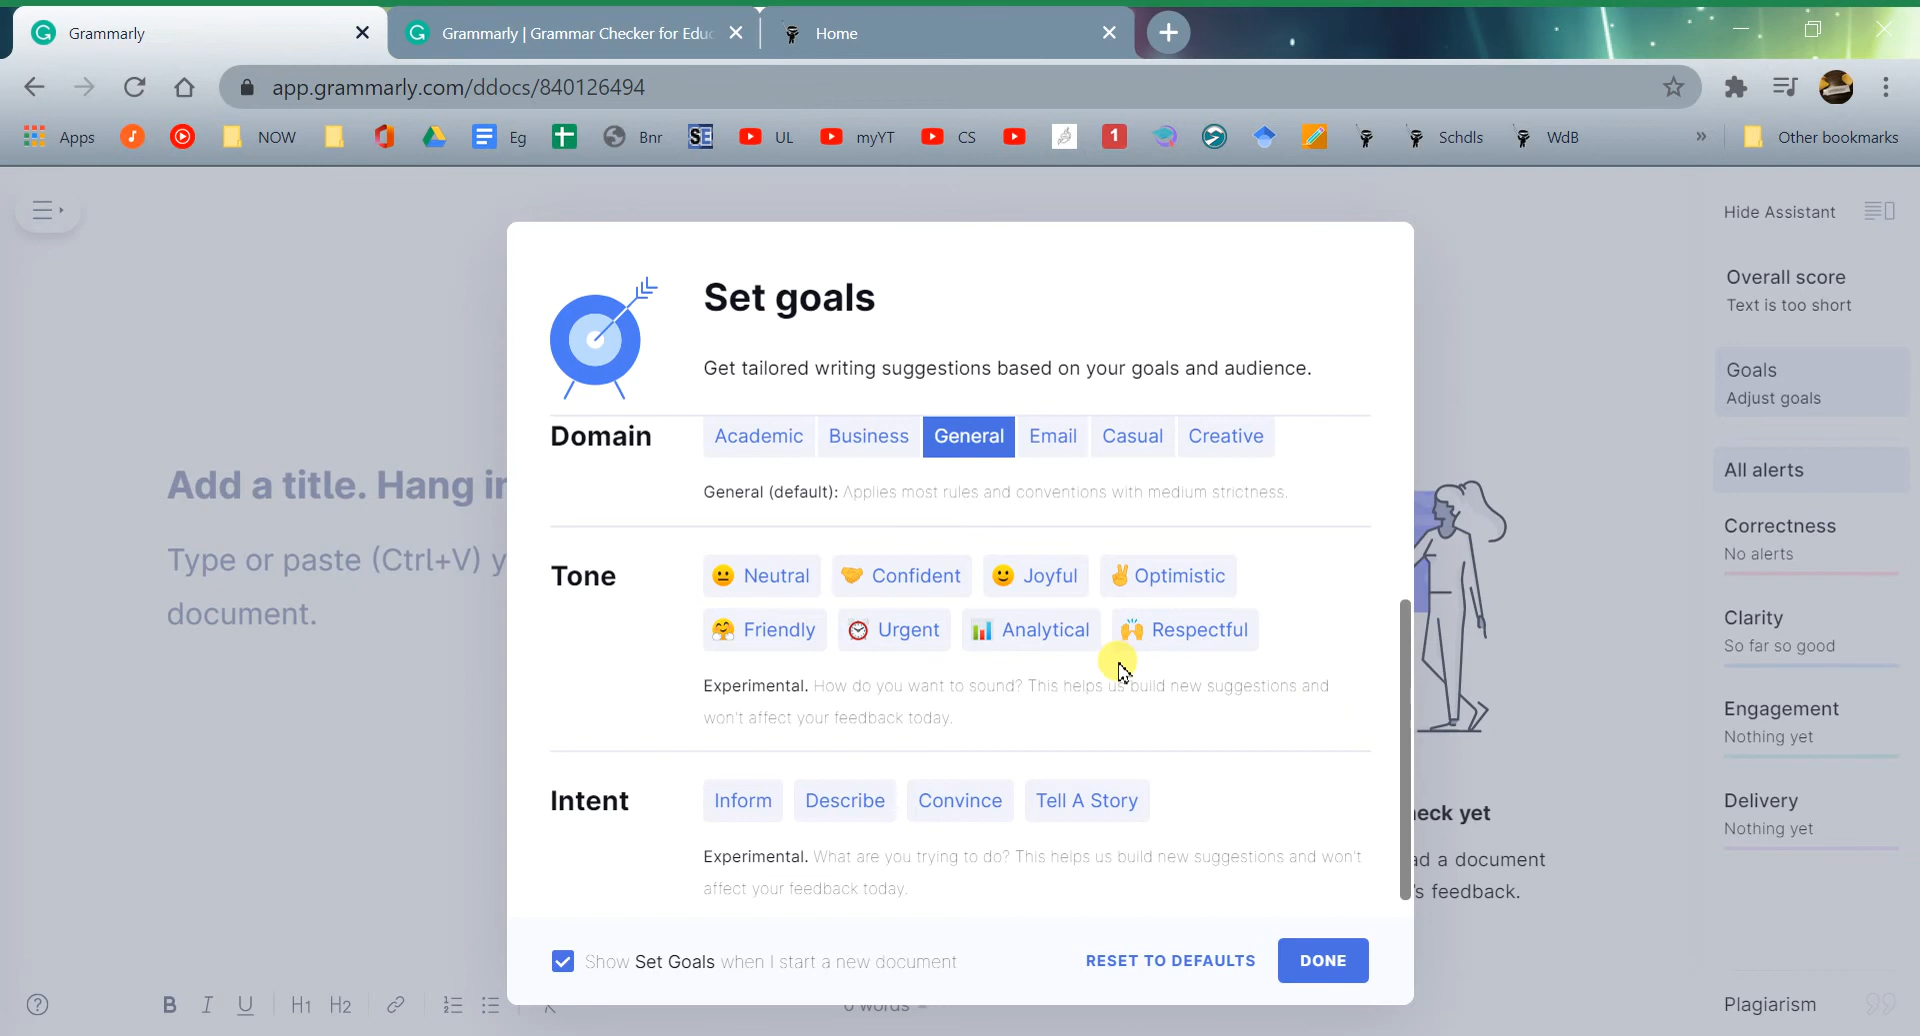 Grammarly
Grammarly | Grammar Checker for Educ
Home
app.grammarly.com/ddocs/840126494
Apps
NOW
Eg
Bnr
SE
UL
myYT
CS
1
Schdls
WdB
»
Other bookmarks
Hide Assistant
Overall score
Text is too short
Goals
Adjust goals
All alerts
Correctness
No alerts
Clarity
So far so good
Engagement
Nothing yet
Delivery
Nothing yet
Plagiarism
Add a title. Hang in
Type or paste (Ctrl+V) y
document.
Set goals
Get tailored writing suggestions based on your goals and audience.
Domain
Academic Business General Email Casual Creative
General (default): Applies most rules and conventions with medium strictness.
Tone
Neutral Confident Joyful Optimistic
Friendly Urgent Analytical Respectful
Experimental. How do you want to sound? This helps us build new suggestions and
won't affect your feedback today.
Intent
Inform Describe Convince Tell A Story
Experimental. What are you trying to do? This helps us build new suggestions and won't
affect your feedback today.
Show Set Goals when I start a new document
RESET TO DEFAULTS
DONE
eck yet
ad a document
's feedback.
B I U H1 H2
0 words